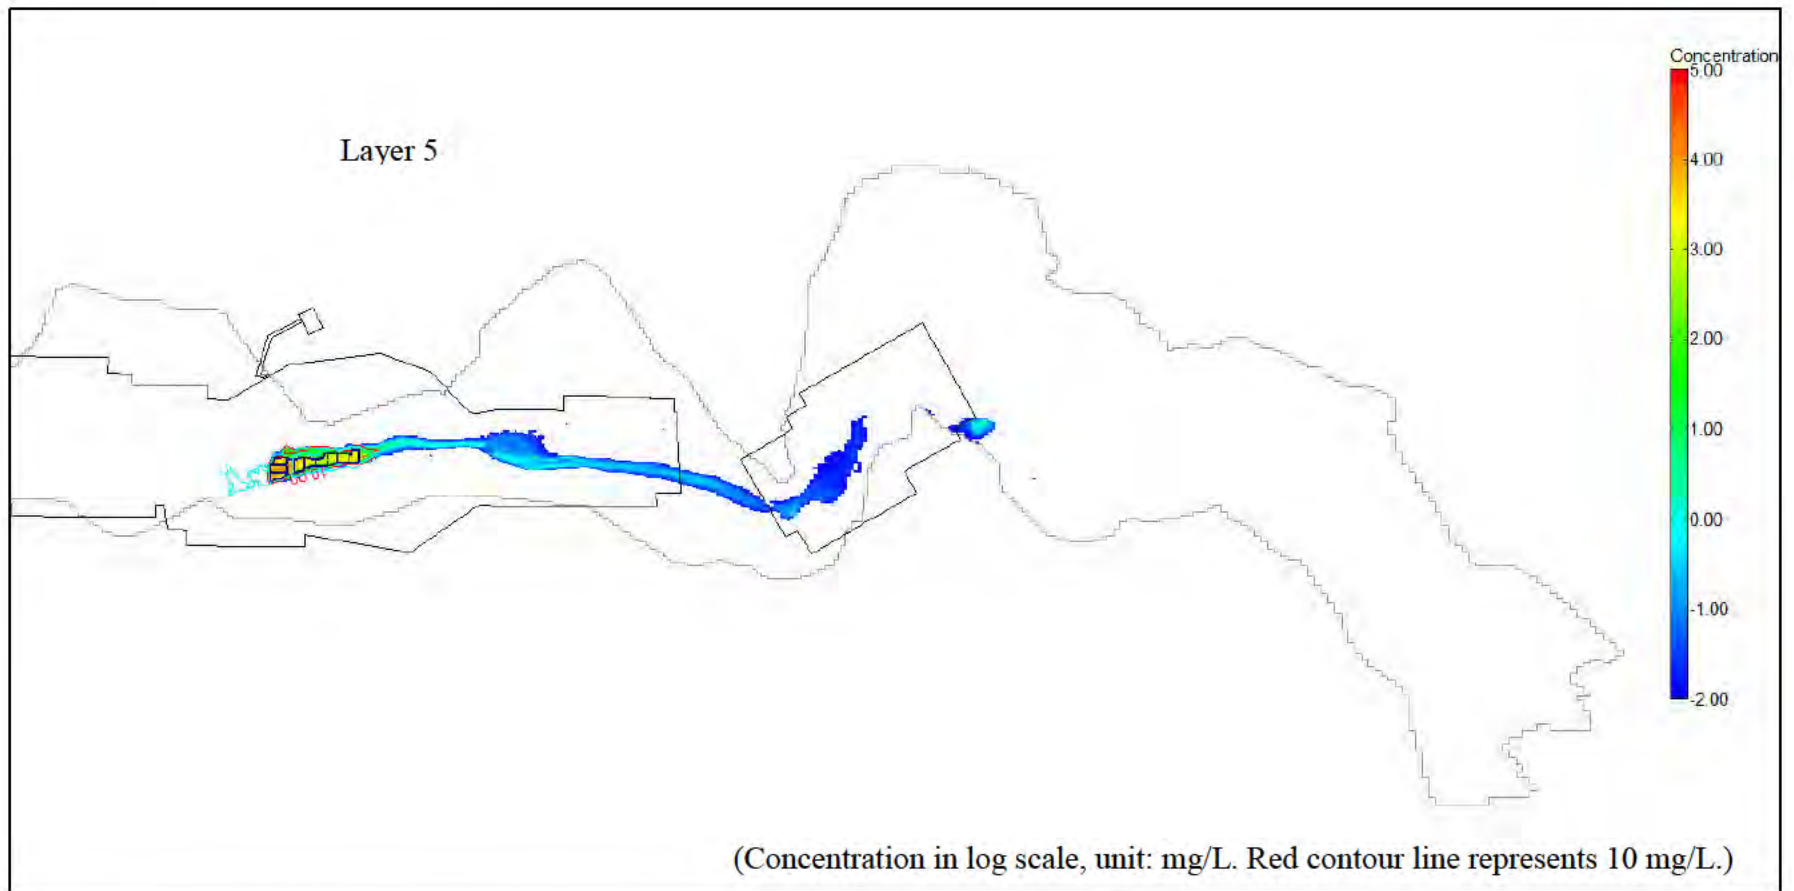 Concentration
5.00
Layer 5
4.00
3.00
2.00
1.00
0.00
-1.00
-2.00
(Concentration in log scale, unit: mg/L. Red contour line represents 10 mg/L.)